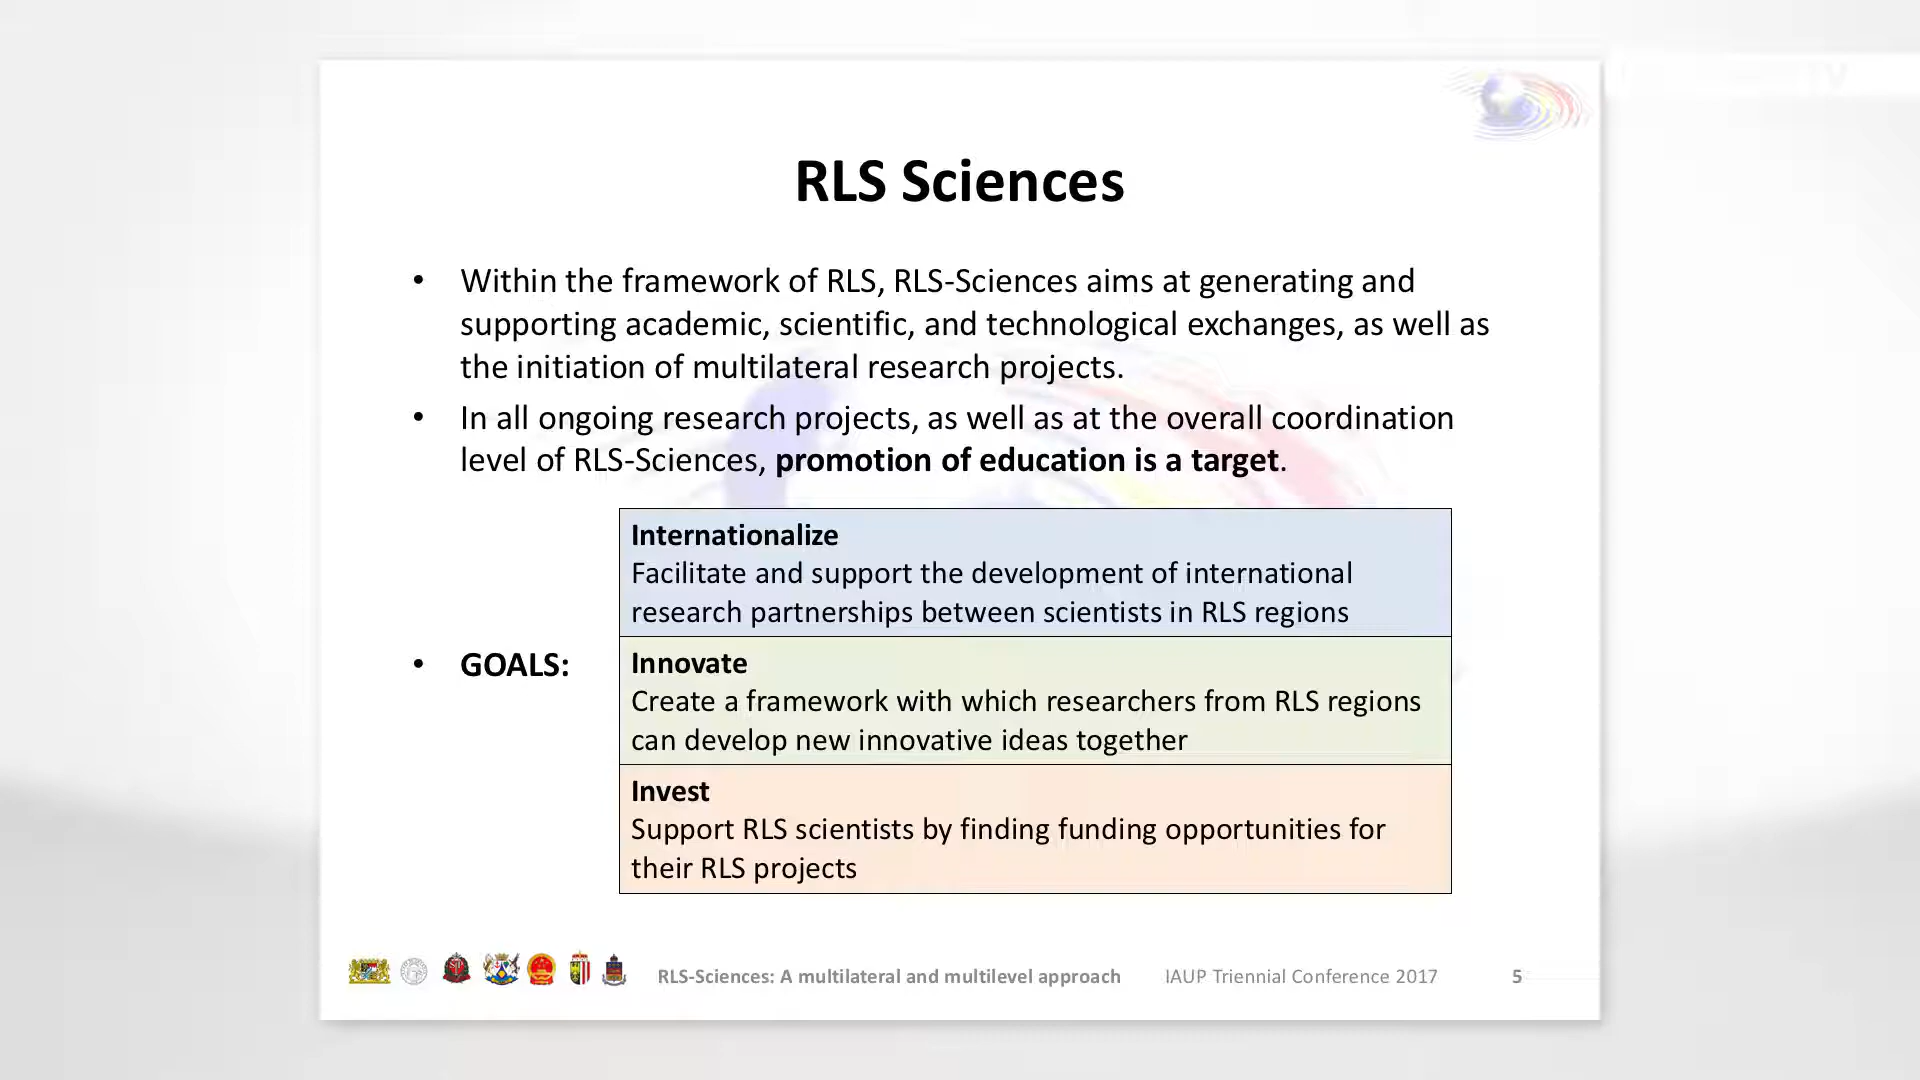 RLS Sciences
• Within the framework of RLS, RLS-Sciences aims at generating and
supporting academic, scientific, and technological exchanges, as well as
the initiation of multilateral research projects.
• In all ongoing research projects, as well as at the overall coordination
level of RLS-Sciences, promotion of education is a target.
• GOALS:
Internationalize
Facilitate and support the development of international
research partnerships between scientists in RLS regions
Innovate
Create a framework with which researchers from RLS regions
can develop new innovative ideas together
Invest
Support RLS scientists by finding funding opportunities for
their RLS projects
RLS-Sciences: A multilateral and multilevel approach IAUP Triennial Conference 2017 5